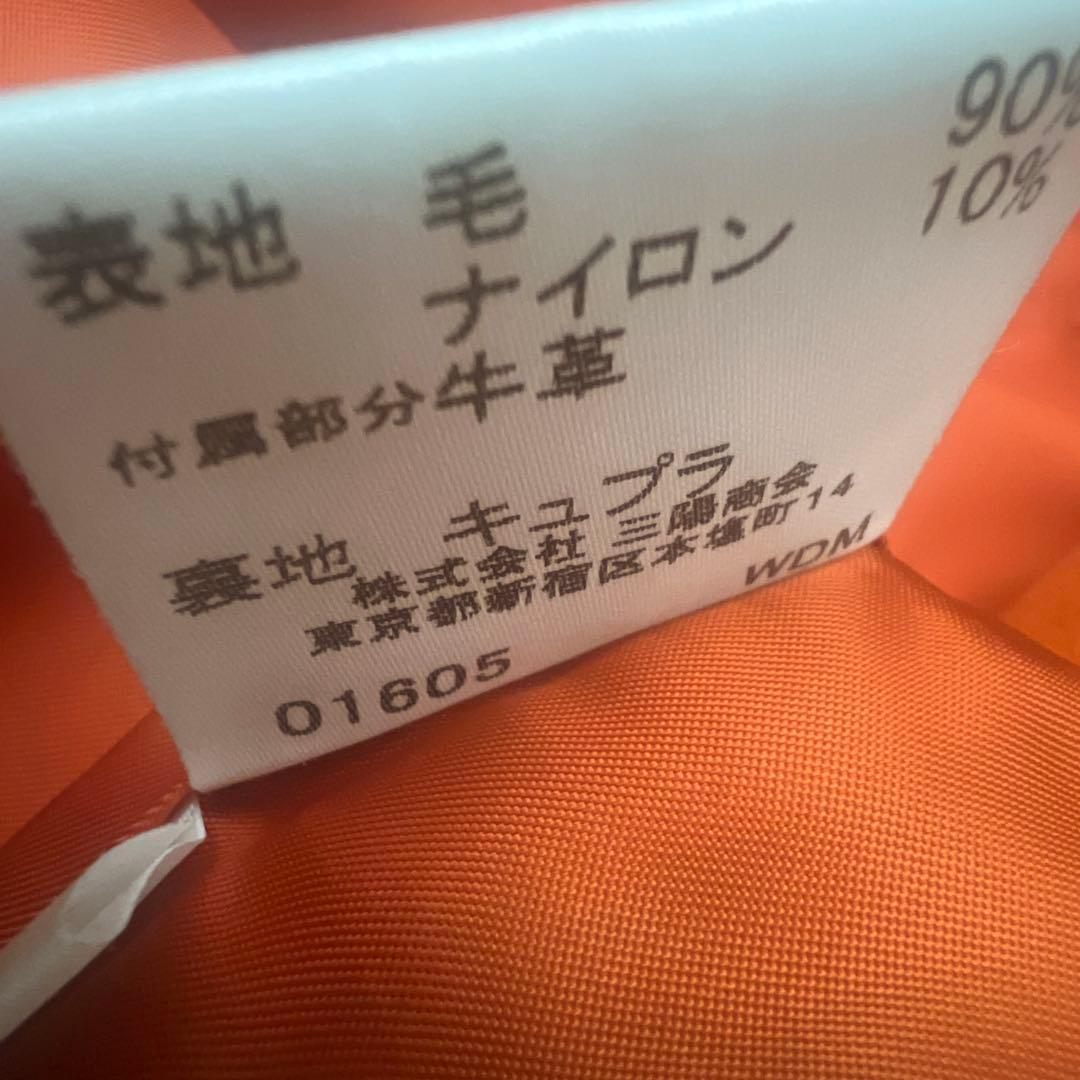 表地 毛 90%
ナイロン 10%
付属部分 牛革
裏地 キュプラ
株式会社 三陽商会
東京都新宿区本塩町14
01605 WDM